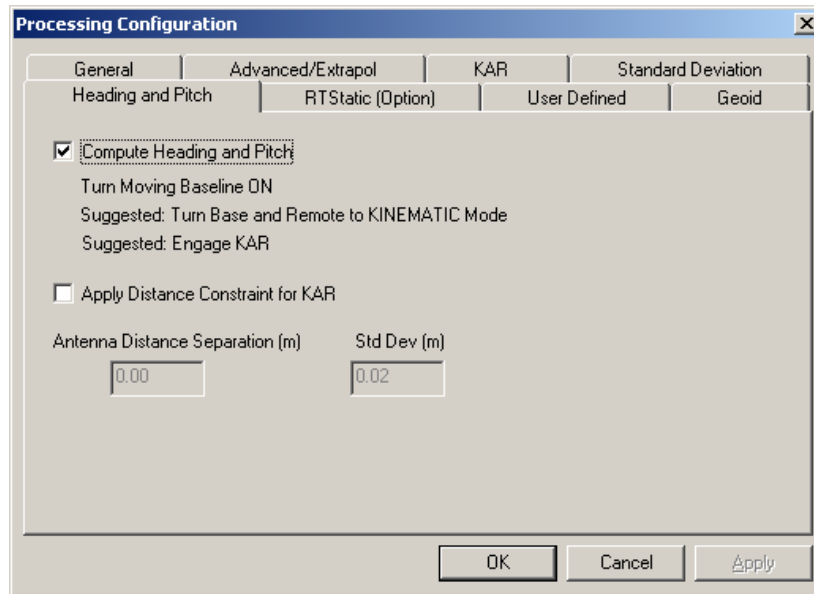 Processing Configuration
General Advanced/Extrapol KAR Standard Deviation
Heading and Pitch RTStatic (Option) User Defined Geoid
Compute Heading and Pitch
Turn Moving Baseline ON
Suggested: Turn Base and Remote to KINEMATIC Mode
Suggested: Engage KAR
Apply Distance Constraint for KAR
Antenna Distance Separation (m) Std Dev (m)
0.00 0.02
OK Cancel Apply